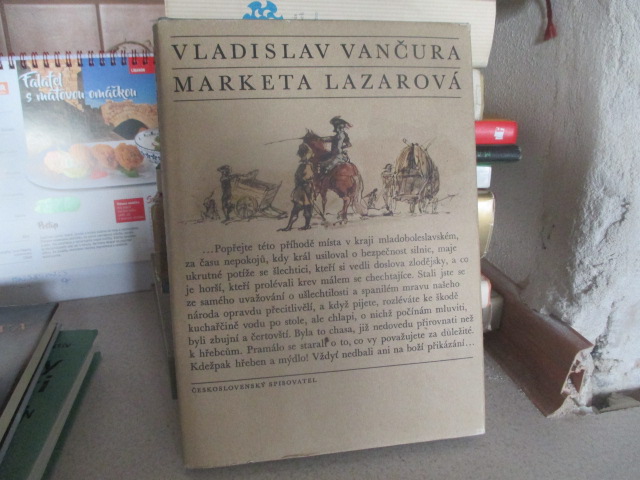 VLADISLAV VANČURA
MARKETA LAZAROVÁ
...Popřejte této příhodě místa v kraji mladoboleslavském,
za času nepokojů, kdy král usiloval o bezpečnost silnic, maje
ukrutné potíže se šlechtici, kteří si vedli doslova zlodějsky, a co
je horší, kteří prolévali krev málem se chechtajíce. Stali jste se
ze samého uvažování o ušlechtilosti a spanilém mravu našeho
národa opravdu přecitlivělí, a když pijete, rozléváte ke škodě
kuchařčině vodu po stole, ale chlapi, o nichž počínám mluviti,
byli zbujní a čertovští. Byla to chasa, již nedovedu přirovnati než
k hřebcům. Pramálo se starali o to, co vy považujete za důležité.
Kdežpak hřeben a mýdlo! Vždyť nedbali ani na boží přikázání...
ČESKOSLOVENSKÝ SPISOVATEL
Falafel
s mátovou omáčkou
Postup